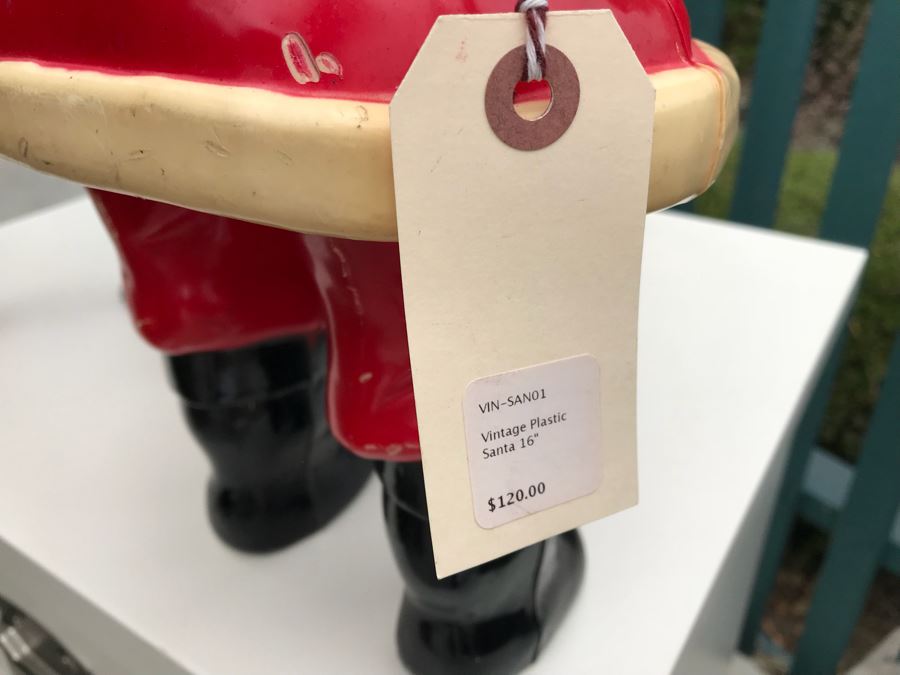 VIN-SAN01
Vintage Plastic
Santa 16"
$120.00